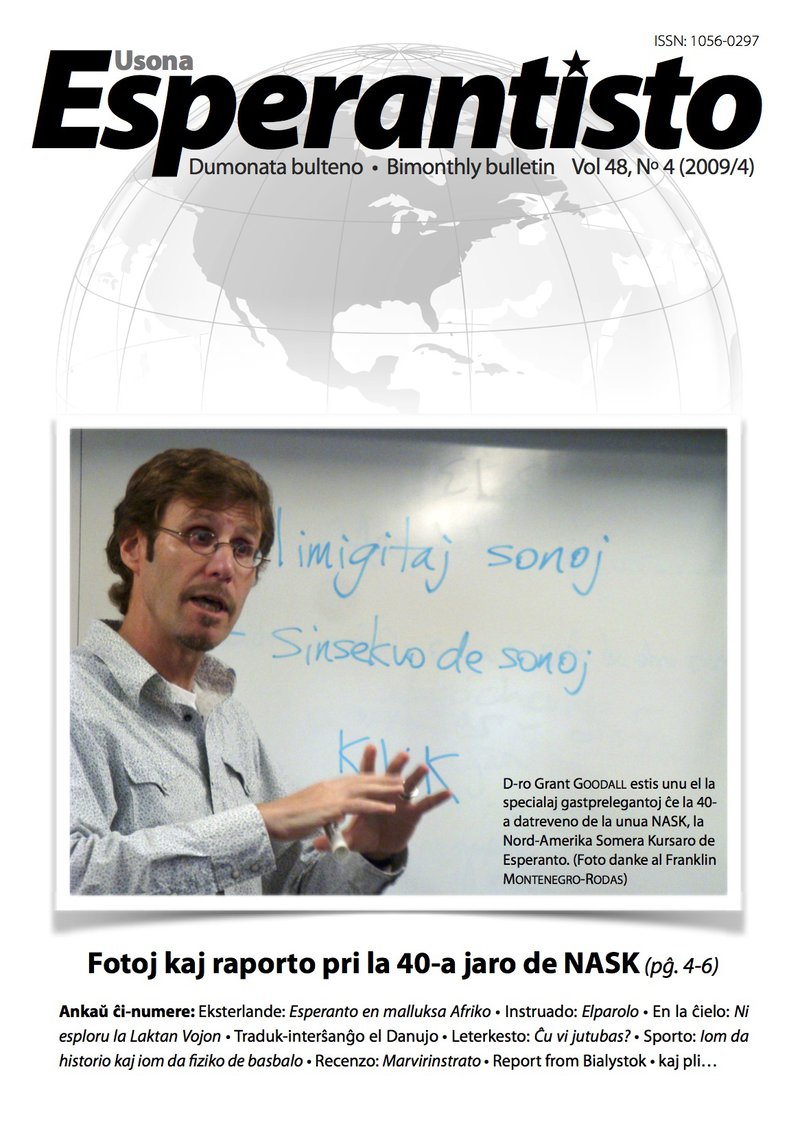 ISSN: 1056-0297
Usona
Esperantisto
Dumonata bulteno • Bimonthly bulletin Vol 48, Nº 4 (2009/4)
limigitaj sonoj
- Sinsekvo de sonoj
D-ro Grant GOODALL estis unu el la
specialaj gastprelegantoj ĉe la 40-
a datreveno de la unua NASK, la
Nord-Amerika Somera Kursaro de
Esperanto. (Foto danke al Franklin
MONTENEGRO-RODAS)
Fotoj kaj raporto pri la 40-a jaro de NASK (pĝ. 4-6)
Ankaŭ ĉi-numere: Eksterlande: Esperanto en malluksa Afriko • Instruado: Elparolo • En la ĉielo: Ni
esploru la Laktan Vojon • Traduk-interŝanĝo el Danujo • Leterkesto: Ĉu vi jutubas? • Sporto: Iom da
historio kaj iom da fiziko de basbalo • Recenzo: Marvirinstrato • Report from Bialystok • kaj pli…